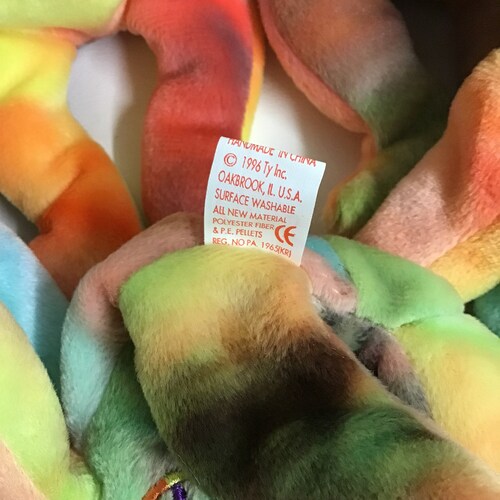 HANDMADE IN CHINA
© 1996 Ty Inc.
OAKBROOK, IL. U.S.A.
SURFACE WASHABLE
ALL NEW MATERIAL
POLYESTER FIBER
& P.E. PELLETS CE
REG. NO PA. 1965(KR)